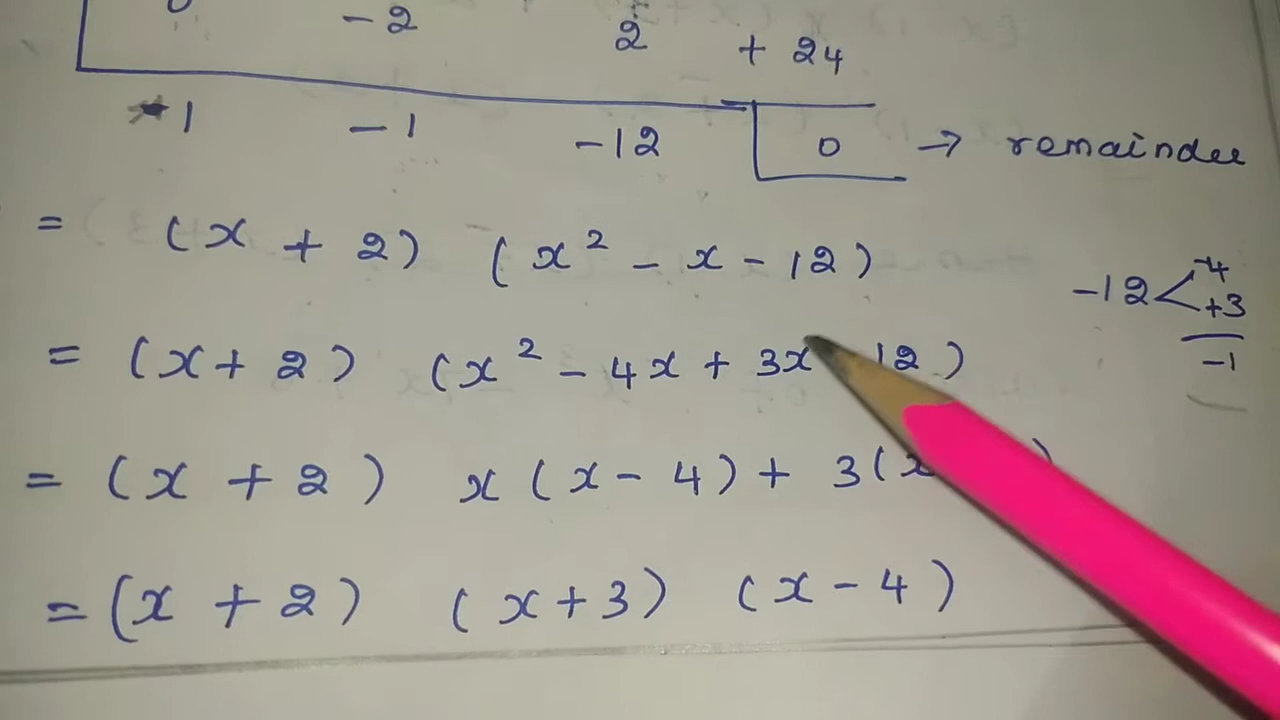 -2 2 + 24
1 -1 -12 0 → remainder
= (x + 2) (x² - x - 12)
-12 < -4 +3
-1
= (x + 2) (x² - 4x + 3x 12)
= (x + 2) x(x - 4) + 3(x )
= (x + 2) (x + 3) (x - 4)